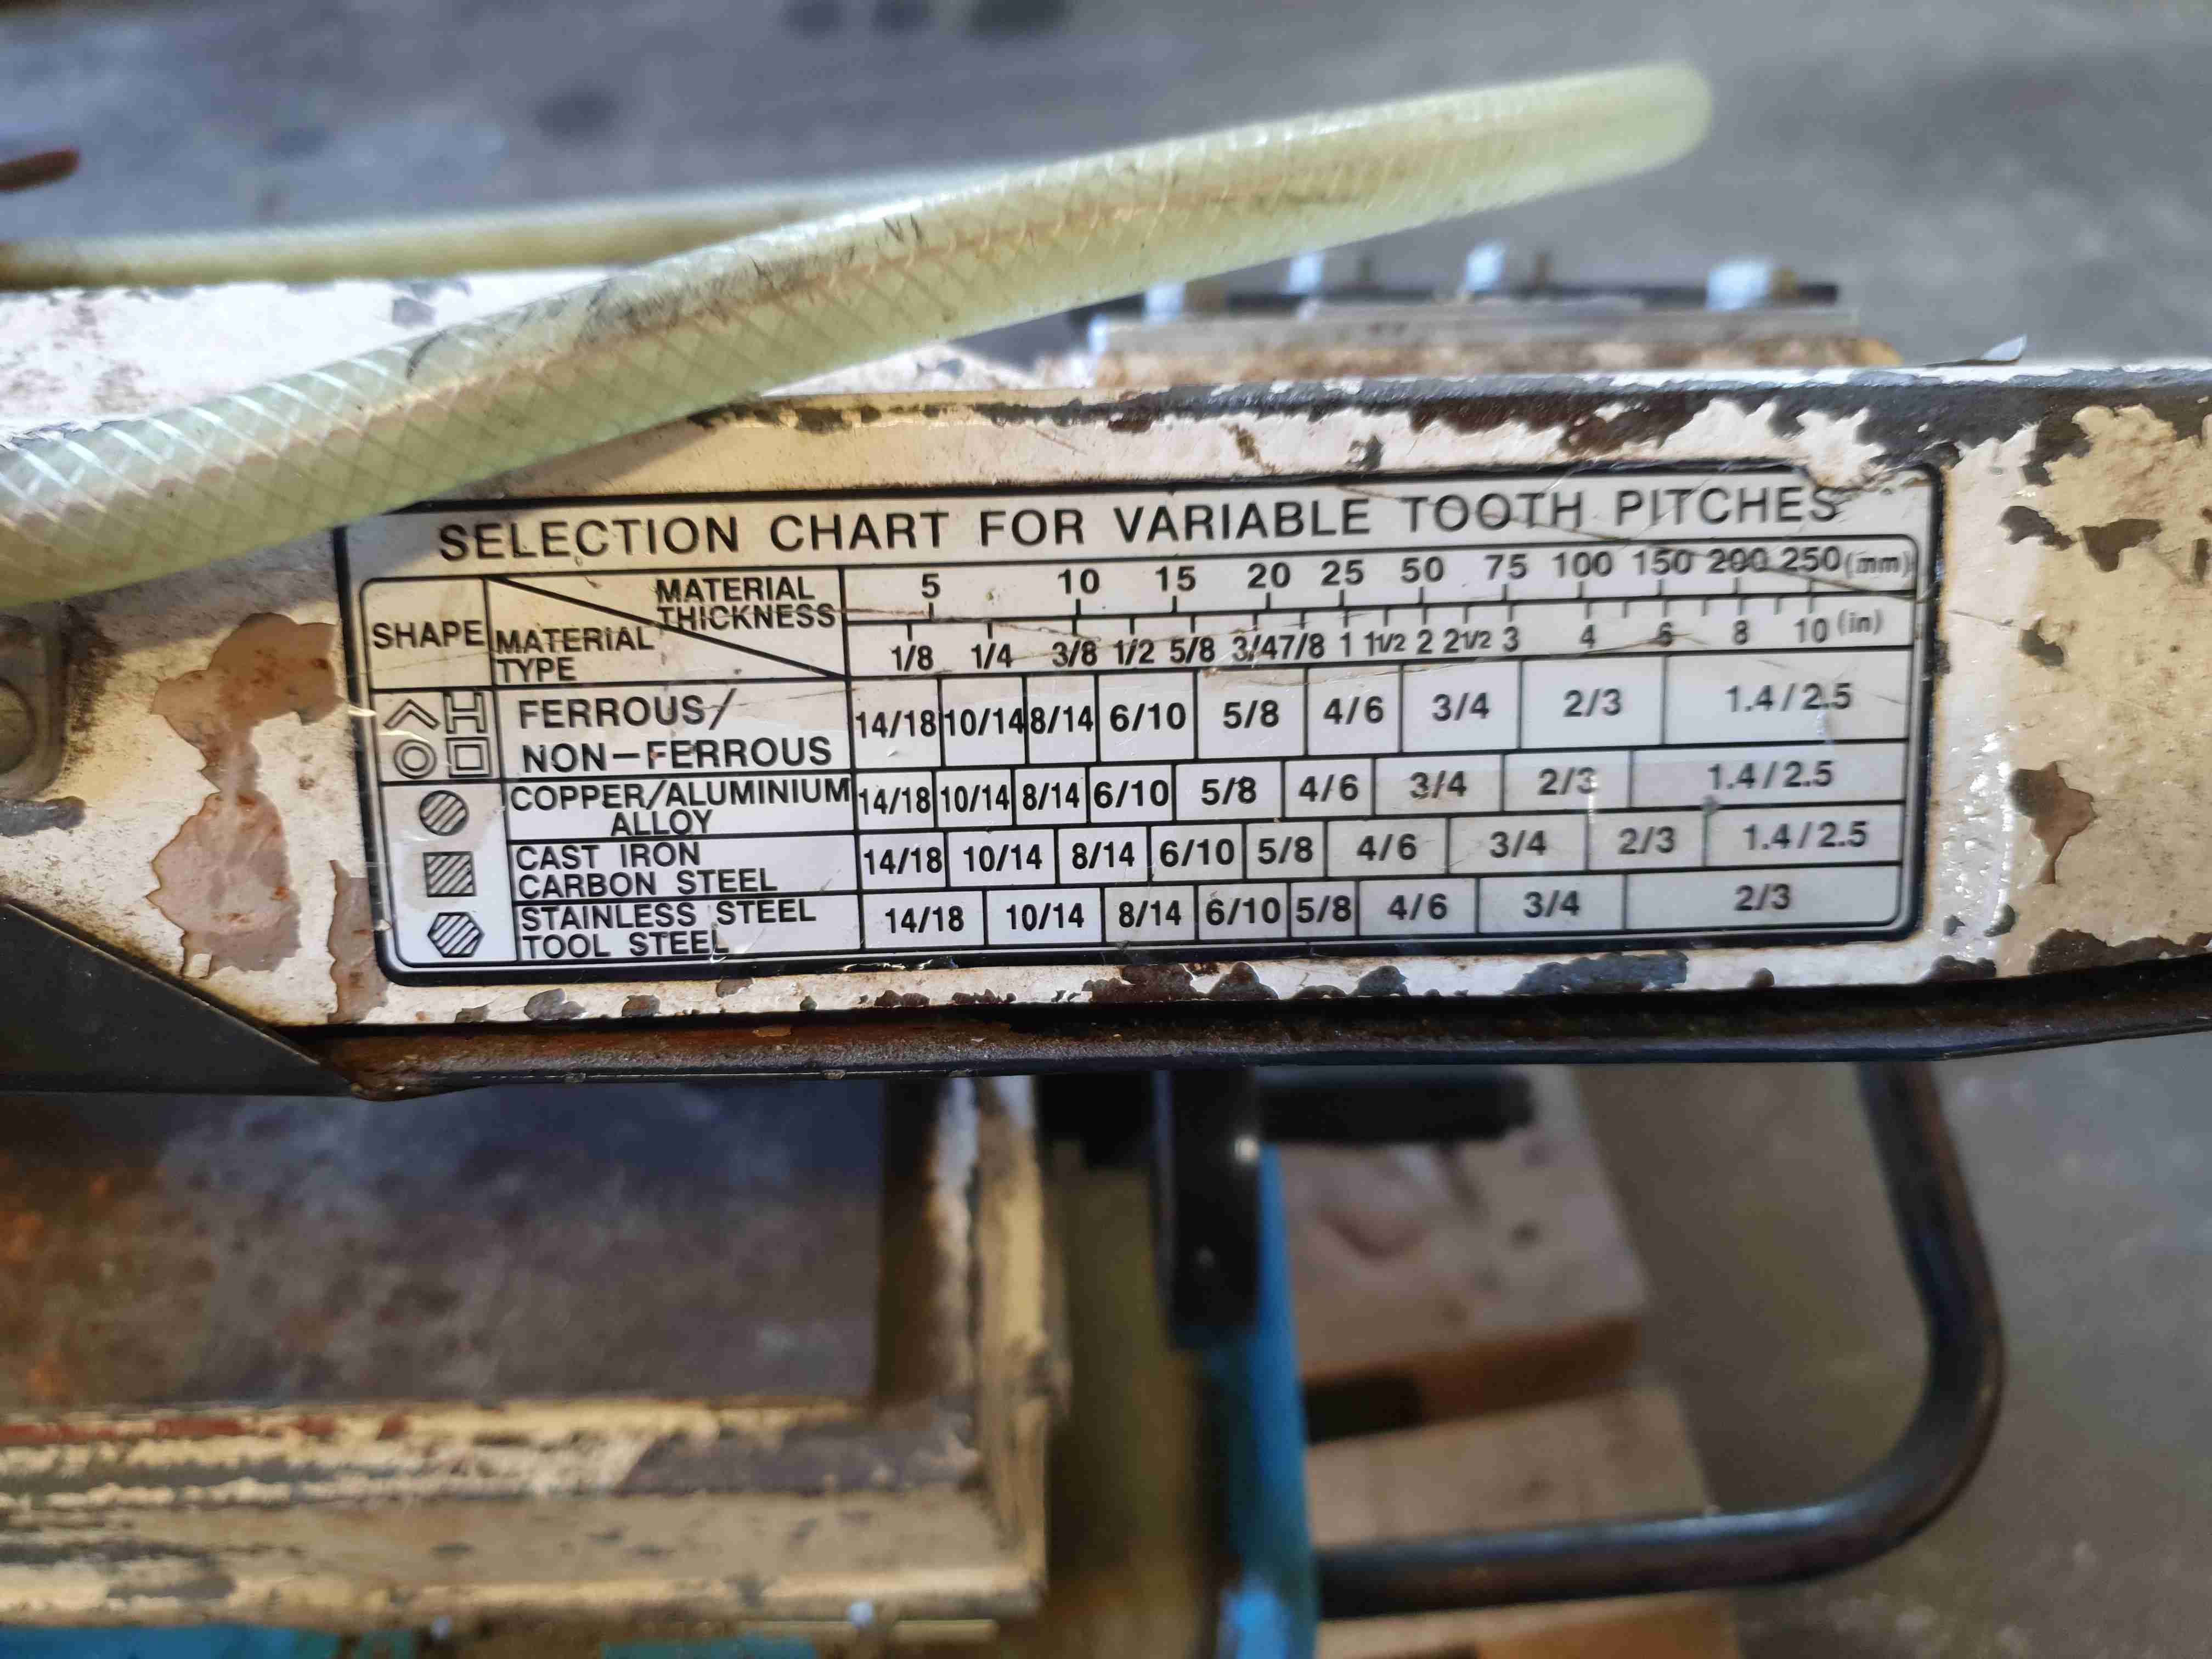 SELECTION CHART FOR VARIABLE TOOTH PITCHES
SHAPE
MATERIAL THICKNESS
MATERIAL TYPE
5 10 15 20 25 50 75 100 150 200 250 (mm)
1/8 1/4 3/8 1/2 5/8 3/4 7/8 1 1 1/2 2 2 1/2 3 4 6 8 10 (in)
FERROUS/ 14/18 10/14 8/14 6/10 5/8 4/6 3/4 2/3 1.4/2.5
NON-FERROUS
COPPER/ALUMINIUM 14/18 10/14 8/14 6/10 5/8 4/6 3/4 2/3 1.4/2.5
ALLOY
CAST IRON 14/18 10/14 8/14 6/10 5/8 4/6 3/4 2/3 1.4/2.5
CARBON STEEL
STAINLESS STEEL 14/18 10/14 8/14 6/10 5/8 4/6 3/4 2/3
TOOL STEEL